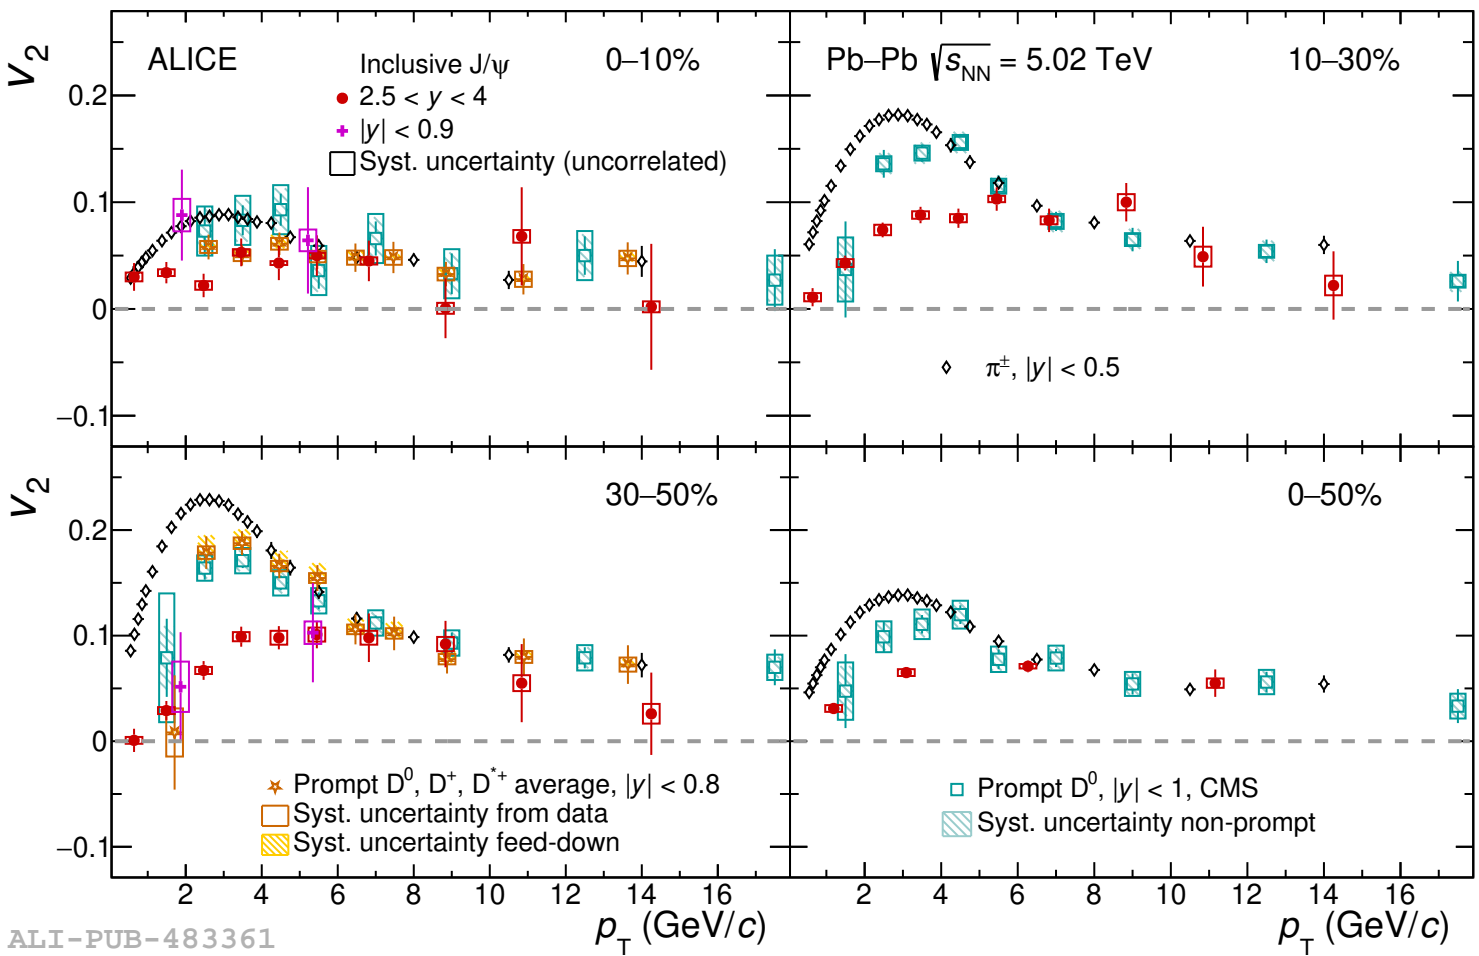 v2
ALICE
Inclusive J/ψ
0–10%
2.5 < y < 4
|y| < 0.9
Syst. uncertainty (uncorrelated)
0.2
0.1
0
−0.1
Pb–Pb √sNN = 5.02 TeV
10–30%
π±, |y| < 0.5
v2
30–50%
0.2
0.1
0
−0.1
Prompt D0, D+, D*+ average, |y| < 0.8
Syst. uncertainty from data
Syst. uncertainty feed-down
2 4 6 8 10 12 14 16
pT (GeV/c)
0–50%
Prompt D0, |y| < 1, CMS
Syst. uncertainty non-prompt
2 4 6 8 10 12 14 16
pT (GeV/c)
ALI-PUB-483361